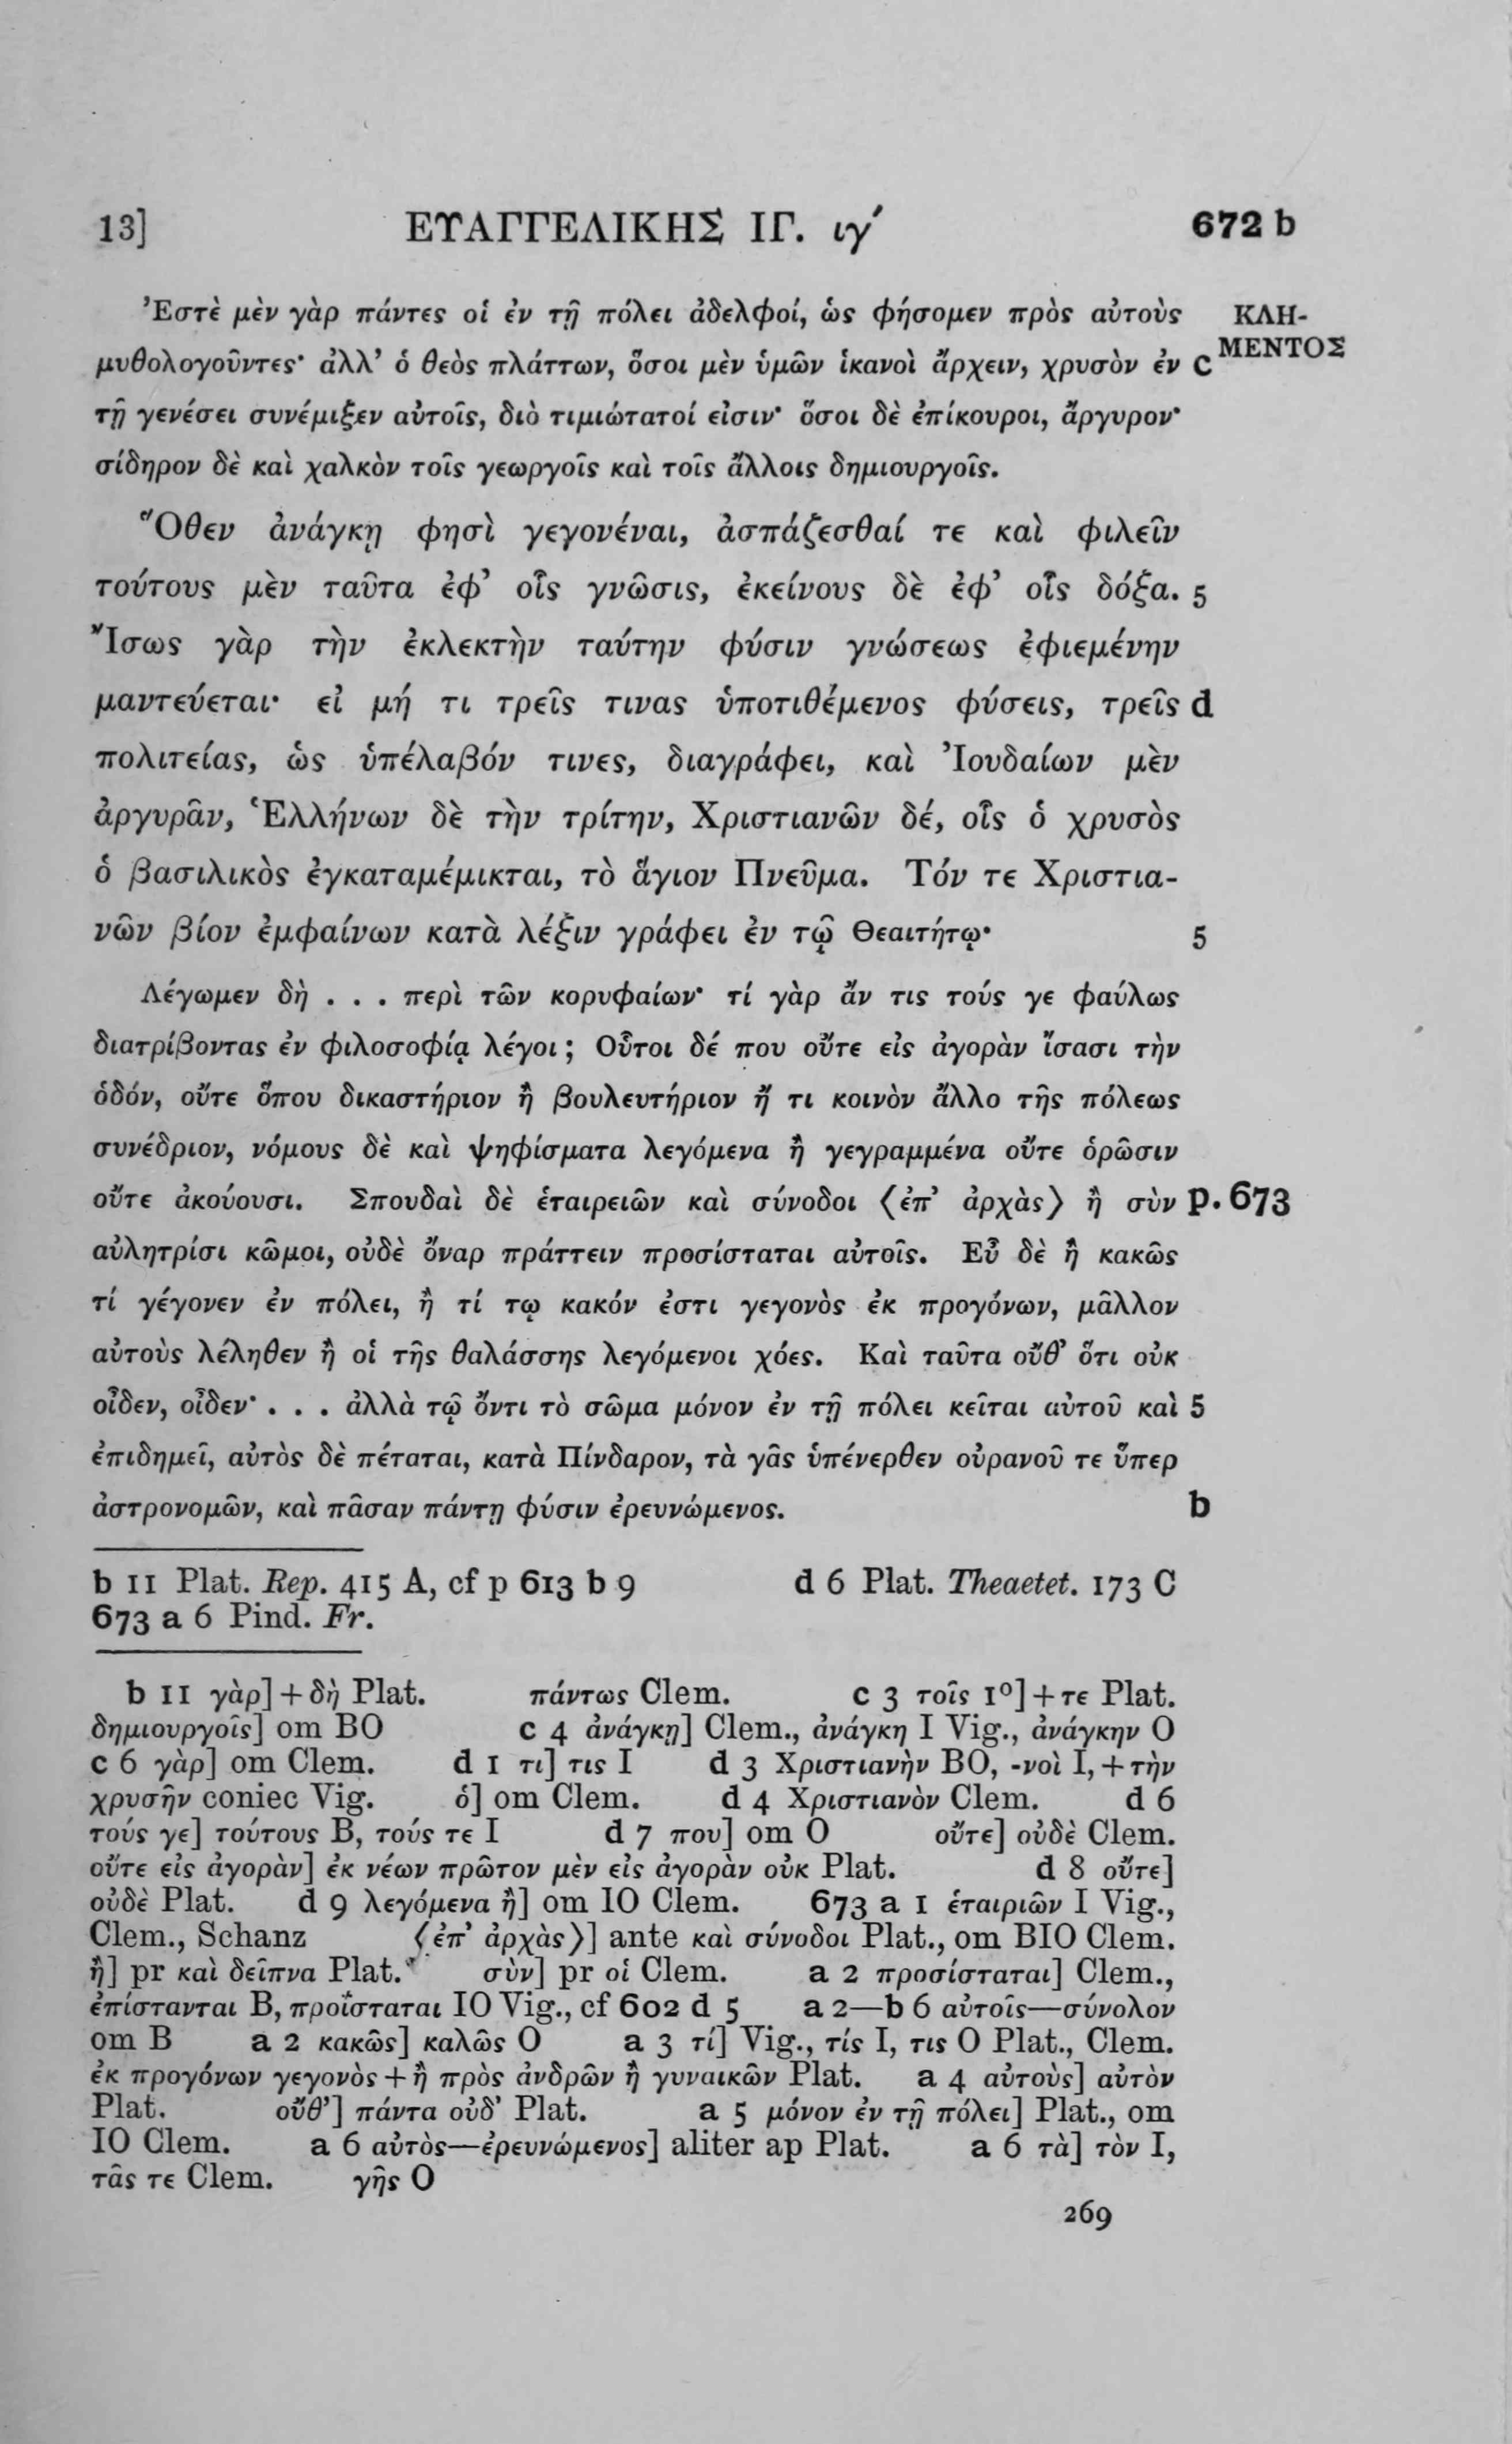 13] ΕΥΑΓΓΕΛΙΚΗΣ ΙΓ. ιγ´ 672 b
Ἐστὲ μὲν γὰρ πάντες οἱ ἐν τῇ πόλει ἀδελφοί, ὡς φήσομεν πρὸς αὐτοὺς ΚΛΗ-
μυθολογοῦντες· ἀλλ’ ὁ θεὸς πλάττων, ὅσοι μὲν ὑμῶν ἱκανοὶ ἄρχειν, χρυσὸν ἐν c ΜΕΝΤΟΣ
τῇ γενέσει συνέμιξεν αὐτοῖς, διὸ τιμιώτατοί εἰσιν· ὅσοι δὲ ἐπίκουροι, ἄργυρον·
σίδηρον δὲ καὶ χαλκὸν τοῖς γεωργοῖς καὶ τοῖς ἄλλοις δημιουργοῖς.
Ὅθεν ἀνάγκῃ φησὶ γεγονέναι, ἀσπάζεσθαί τε καὶ φιλεῖν
τούτους μὲν ταῦτα ἐφ’ οἷς γνῶσις, ἐκείνους δὲ ἐφ’ οἷς δόξα. 5
Ἴσως γὰρ τὴν ἐκλεκτὴν ταύτην φύσιν γνώσεως ἐφιεμένην
μαντεύεται· εἰ μή τι τρεῖς τινας ὑποτιθέμενος φύσεις, τρεῖς d
πολιτείας, ὡς ὑπέλαβόν τινες, διαγράφει, καὶ Ἰουδαίων μὲν
ἀργυρᾶν, Ἑλλήνων δὲ τὴν τρίτην, Χριστιανῶν δέ, οἷς ὁ χρυσὸς
ὁ βασιλικὸς ἐγκαταμέμικται, τὸ ἅγιον Πνεῦμα. Τόν τε Χριστια-
νῶν βίον ἐμφαίνων κατὰ λέξιν γράφει ἐν τῷ Θεαιτήτῳ· 5
Λέγωμεν δὴ . . . περὶ τῶν κορυφαίων· τί γὰρ ἄν τις τούς γε φαύλως
διατρίβοντας ἐν φιλοσοφίᾳ λέγοι; Οὗτοι δέ που οὔτε εἰς ἀγορὰν ἴσασι τὴν
ὁδόν, οὔτε ὅπου δικαστήριον ἢ βουλευτήριον ἤ τι κοινὸν ἄλλο τῆς πόλεως
συνέδριον, νόμους δὲ καὶ ψηφίσματα λεγόμενα ἢ γεγραμμένα οὔτε ὁρῶσιν
οὔτε ἀκούουσι. Σπουδαὶ δὲ ἑταιρειῶν καὶ σύνοδοι ⟨ἐπ’ ἀρχὰς⟩ ἢ σὺν p. 673
αὐλητρίσι κῶμοι, οὐδὲ ὄναρ πράττειν προσίσταται αὐτοῖς. Εὖ δὲ ἢ κακῶς
τί γέγονεν ἐν πόλει, ἢ τί τῳ κακόν ἐστι γεγονὸς ἐκ προγόνων, μᾶλλον
αὐτοὺς λέληθεν ἢ οἱ τῆς θαλάσσης λεγόμενοι χόες. Καὶ ταῦτα οὔθ’ ὅτι οὐκ
οἶδεν, οἶδεν· . . . ἀλλὰ τῷ ὄντι τὸ σῶμα μόνον ἐν τῇ πόλει κεῖται αὐτοῦ καὶ 5
ἐπιδημεῖ, αὐτὸς δὲ πέταται, κατὰ Πίνδαρον, τὰ γᾶς ὑπένερθεν οὐρανοῦ τε ὕπερ
ἀστρονομῶν, καὶ πᾶσαν πάντῃ φύσιν ἐρευνώμενος. b
b 11 Plat. Rep. 415 A, cf p 613 b 9 d 6 Plat. Theaetet. 173 C
673 a 6 Pind. Fr.
b 11 γὰρ] + δὴ Plat. πάντως Clem. c 3 τοῖς 1⁰] + τε Plat.
δημιουργοῖς] om BO c 4 ἀνάγκῃ] Clem., ἀνάγκη I Vig., ἀνάγκην O
c 6 γὰρ] om Clem. d 1 τι] τις I d 3 Χριστιανὴν BO, -νοὶ I, + τὴν
χρυσῆν coniec Vig. ὁ] om Clem. d 4 Χριστιανὸν Clem. d 6
τούς γε] τούτους B, τούς τε I d 7 που] om O οὔτε] οὐδὲ Clem.
οὔτε εἰς ἀγορὰν] ἐκ νέων πρῶτον μὲν εἰς ἀγορὰν οὐκ Plat. d 8 οὔτε]
οὐδὲ Plat. d 9 λεγόμενα ἢ] om IO Clem. 673 a 1 ἑταιριῶν I Vig.,
Clem., Schanz ⟨ἐπ’ ἀρχὰς⟩] ante καὶ σύνοδοι Plat., om BIO Clem.
ἢ] pr καὶ δεῖπνα Plat. σὺν] pr οἱ Clem. a 2 προσίσταται] Clem.,
ἐπίστανται B, προΐσταται IO Vig., cf 602 d 5 a 2—b 6 αὐτοῖς—σύνολον
om B a 2 κακῶς] καλῶς O a 3 τί] Vig., τίς I, τις O Plat., Clem.
ἐκ προγόνων γεγονὸς + ἢ πρὸς ἀνδρῶν ἢ γυναικῶν Plat. a 4 αὐτοὺς] αὐτὸν
Plat. οὔθ’] πάντα οὐδ’ Plat. a 5 μόνον ἐν τῇ πόλει] Plat., om
IO Clem. a 6 αὐτὸς—ἐρευνώμενος] aliter ap Plat. a 6 τὰ] τὸν I,
τᾶς τε Clem. γῆς O
269